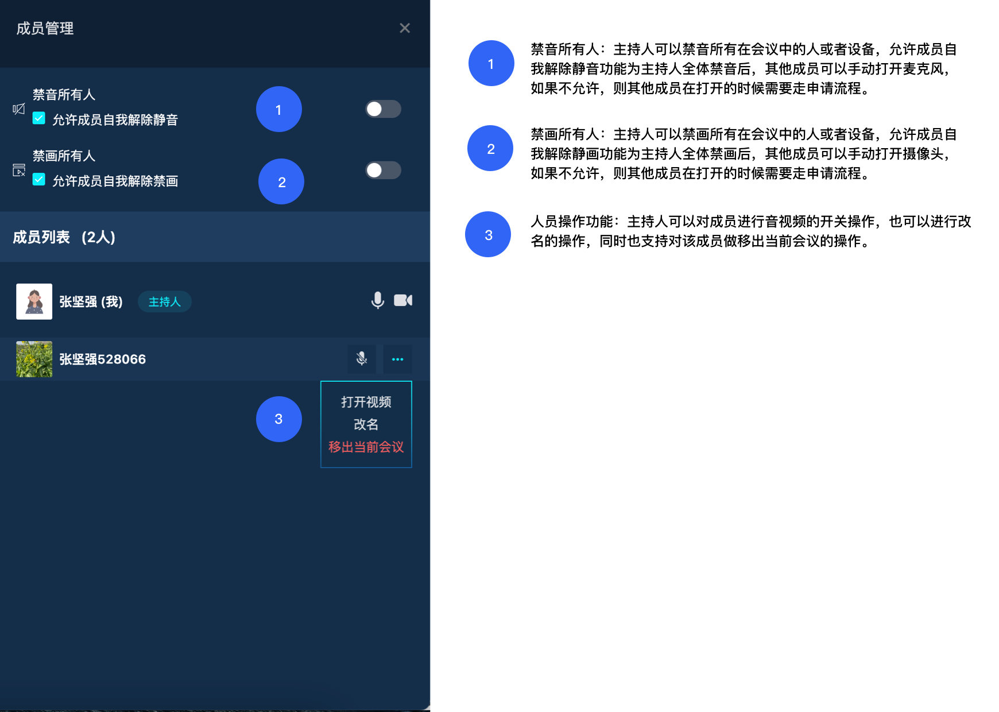 成员管理
禁音所有人
允许成员自我解除静音
1
禁画所有人
允许成员自我解除禁画
2
成员列表 (2人)
张坚强 (我) 主持人
张坚强528066
3
打开视频
改名
移出当前会议
1
禁音所有人：主持人可以禁音所有在会议中的人或者设备，允许成员自
我解除静音功能为主持人全体禁音后，其他成员可以手动打开麦克风，
如果不允许，则其他成员在打开的时候需要走申请流程。
2
禁画所有人：主持人可以禁画所有在会议中的人或者设备，允许成员自
我解除静画功能为主持人全体禁画后，其他成员可以手动打开摄像头，
如果不允许，则其他成员在打开的时候需要走申请流程。
3
人员操作功能：主持人可以对成员进行音视频的开关操作，也可以进行改
名的操作，同时也支持对该成员做移出当前会议的操作。